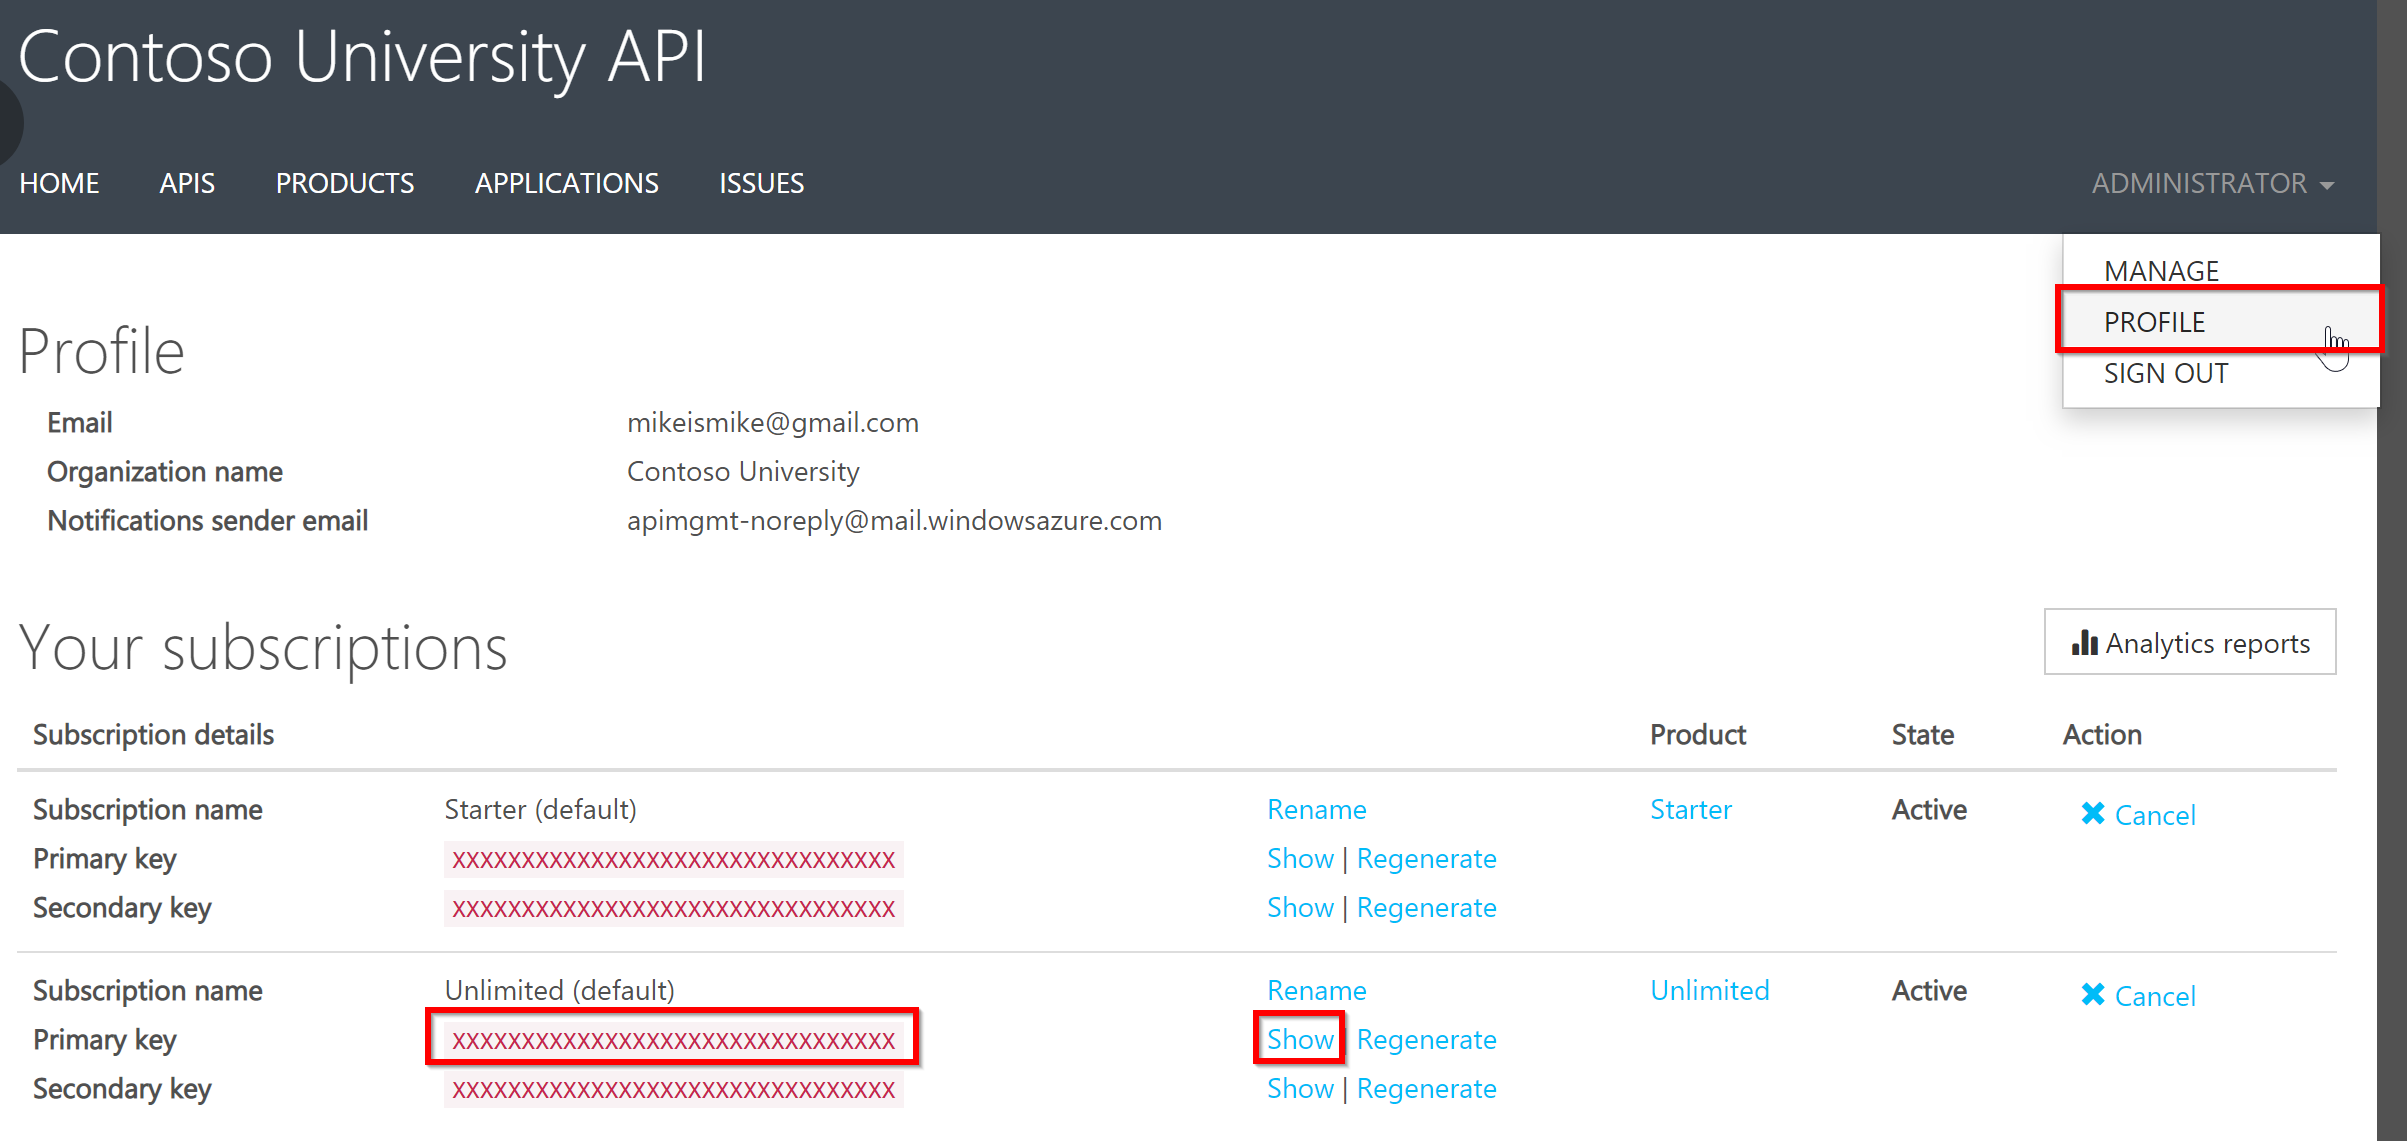 Contoso University API
HOME APIS PRODUCTS APPLICATIONS ISSUES ADMINISTRATOR
MANAGE
PROFILE
SIGN OUT
Profile
Email mikeismike@gmail.com
Organization name Contoso University
Notifications sender email apimgmt-noreply@mail.windowsazure.com
Your subscriptions Analytics reports
Subscription details Product State Action
Subscription name Starter (default) Rename Starter Active Cancel
Primary key XXXXXXXXXXXXXXXXXXXXXXXXXXXXXXXX Show | Regenerate
Secondary key XXXXXXXXXXXXXXXXXXXXXXXXXXXXXXXX Show | Regenerate
Subscription name Unlimited (default) Rename Unlimited Active Cancel
Primary key XXXXXXXXXXXXXXXXXXXXXXXXXXXXXXXX Show | Regenerate
Secondary key XXXXXXXXXXXXXXXXXXXXXXXXXXXXXXXX Show | Regenerate